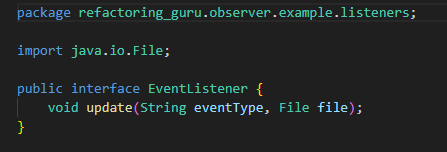 package refactoring_guru.observer.example.listeners;
import java.io.File;
public interface EventListener {
    void update(String eventType, File file);
}